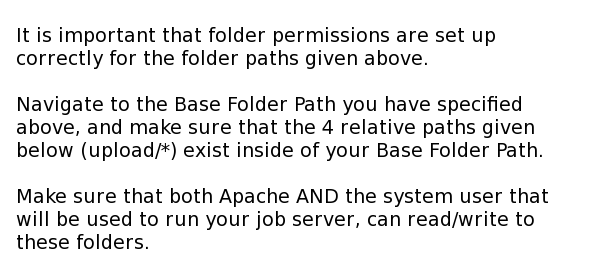 It is important that folder permissions are set up
correctly for the folder paths given above.
Navigate to the Base Folder Path you have specified
above, and make sure that the 4 relative paths given
below (upload/*) exist inside of your Base Folder Path.
Make sure that both Apache AND the system user that
will be used to run your job server, can read/write to
these folders.